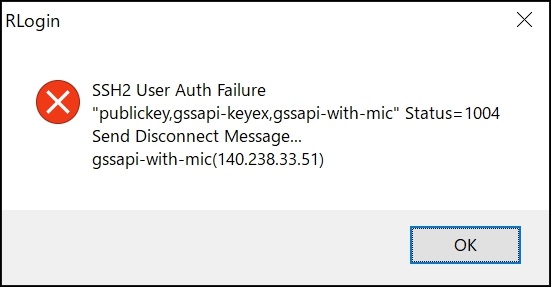 RLogin
SSH2 User Auth Failure
"publickey,gssapi-keyex,gssapi-with-mic" Status=1004
Send Disconnect Message...
gssapi-with-mic(140.238.33.51)
OK